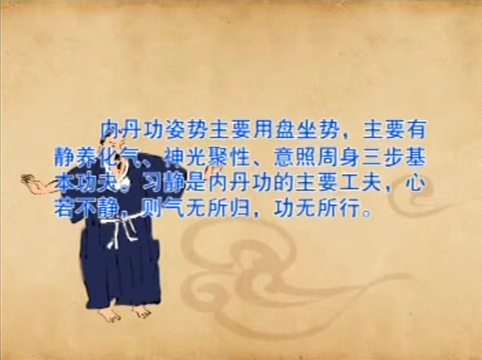 内丹功姿势主要用盘坐势，主要有
静养化气、神光聚性、意照周身三步基
本功夫。习静是内丹功的主要工夫，心
若不静，则气无所归，功无所行。